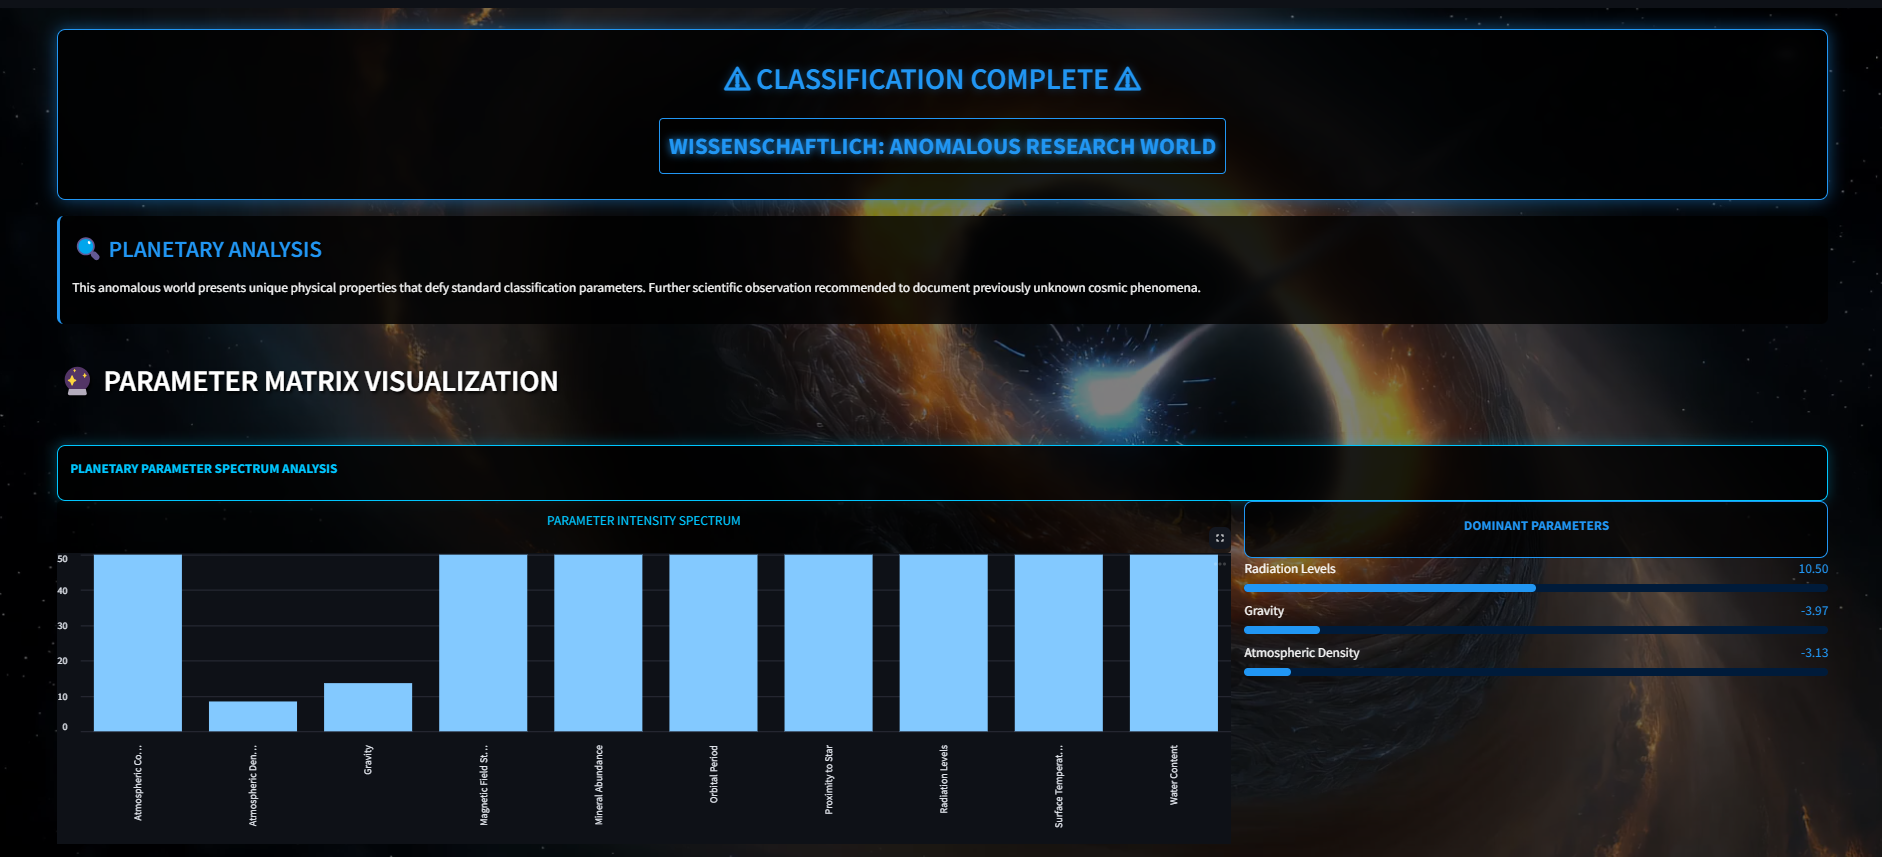 ⚠ CLASSIFICATION COMPLETE ⚠
WISSENSCHAFTLICH: ANOMALOUS RESEARCH WORLD
PLANETARY ANALYSIS
This anomalous world presents unique physical properties that defy standard classification parameters. Further scientific observation recommended to document previously unknown cosmic phenomena.
PARAMETER MATRIX VISUALIZATION
PLANETARY PARAMETER SPECTRUM ANALYSIS
PARAMETER INTENSITY SPECTRUM
50
40
30
20
10
0
Atmospheric Co...
Atmospheric Den...
Gravity
Magnetic Field St...
Mineral Abundance
Orbital Period
Proximity to Star
Radiation Levels
Surface Temperat...
Water Content
DOMINANT PARAMETERS
Radiation Levels 10.50
Gravity -3.97
Atmospheric Density -3.13